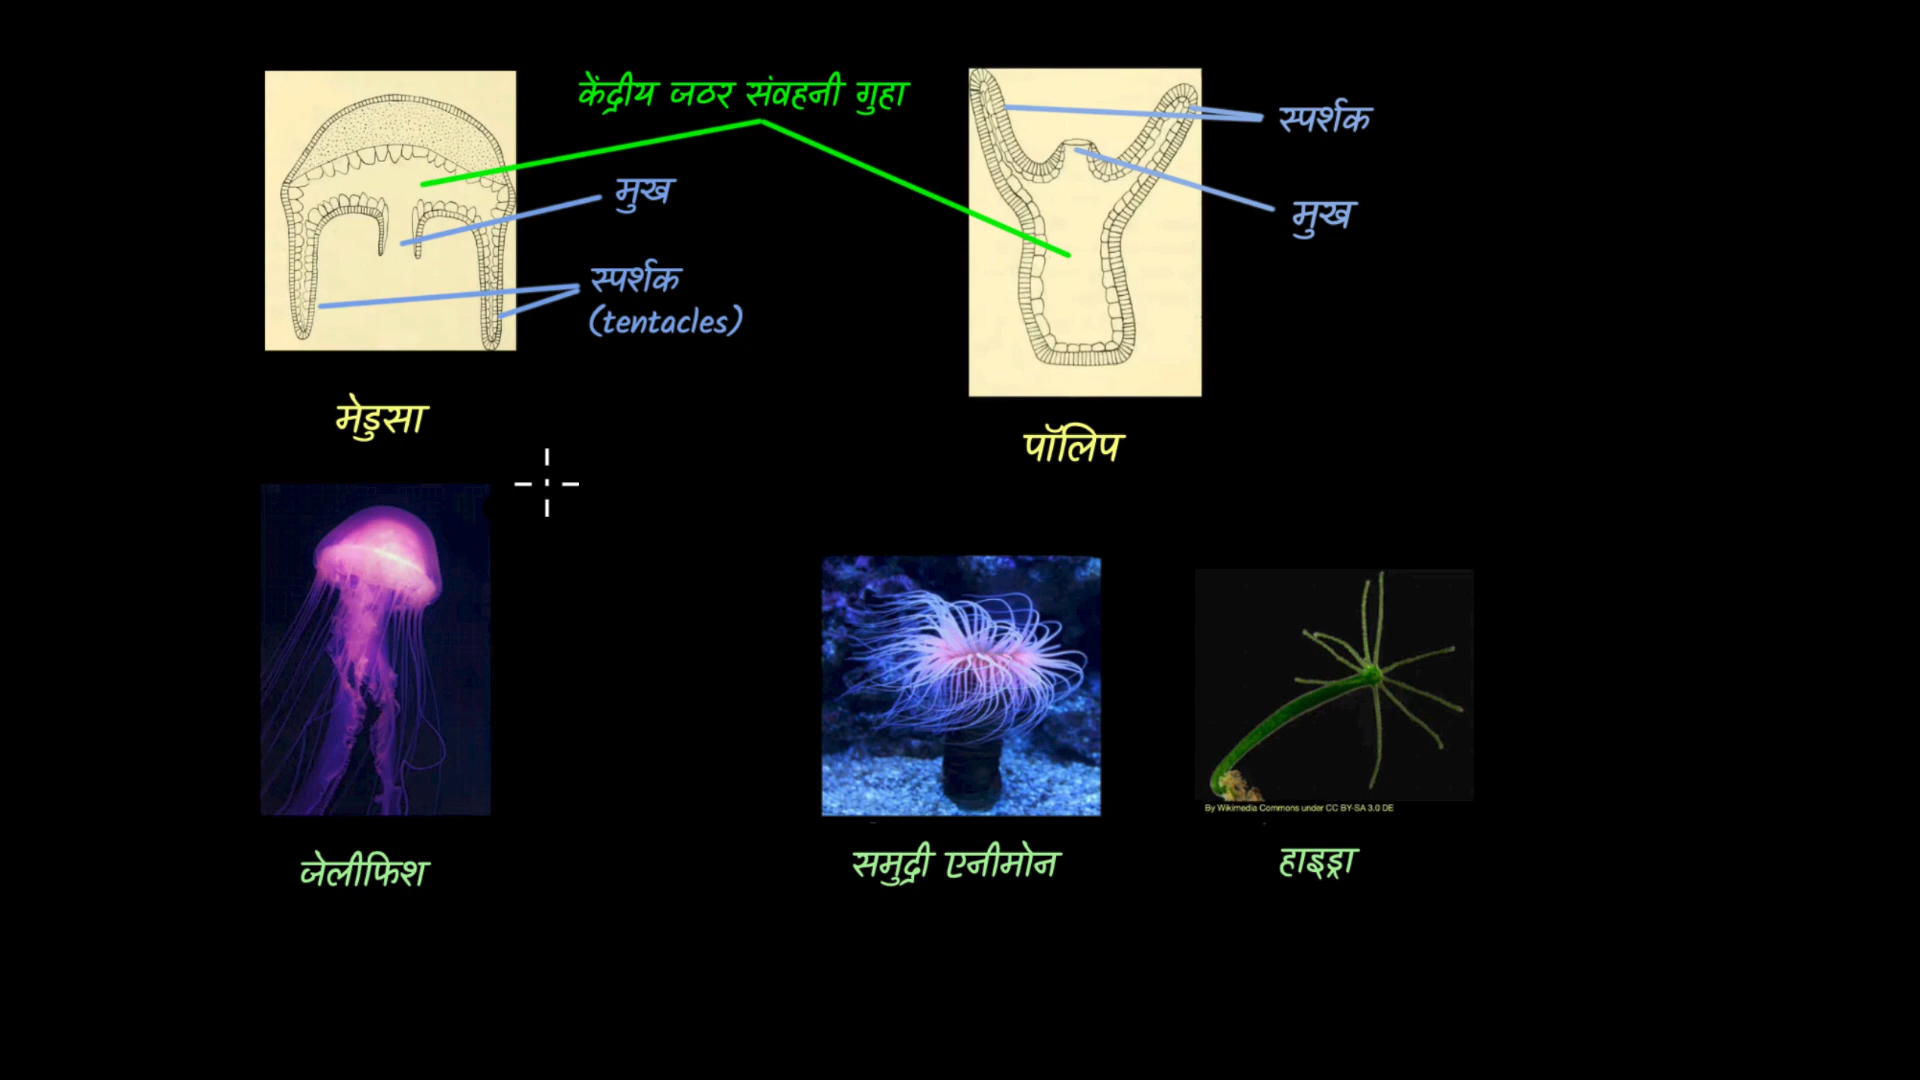 केंद्रीय जठर संवहनी गुहा
मुख
स्पर्शक
(tentacles)
मेडुसा
स्पर्शक
मुख
पॉलिप
जेलीफिश
समुद्री एनीमोन
By Wikimedia Commons under CC BY-SA 3.0 DE
हाइड्रा